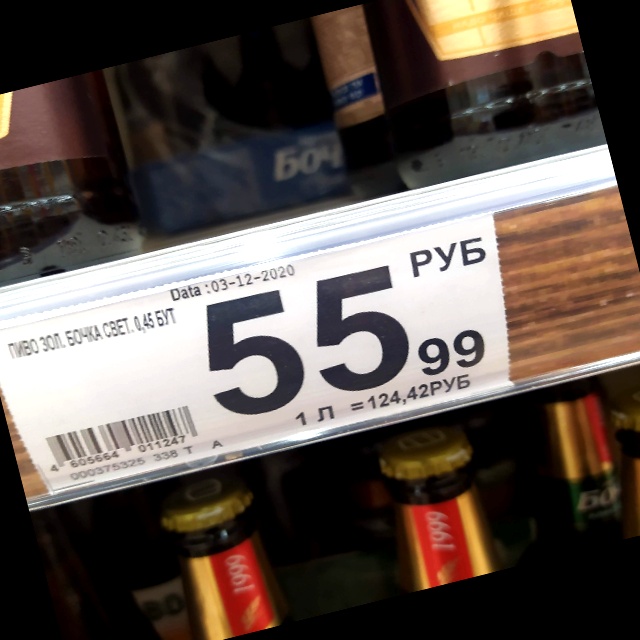 БОЧ
Data :03-12-2020
ПИВО ЗОЛ. БОЧКА СВЕТ. 0,45 БУТ
55 99 РУБ
1 Л =124,42РУБ
4 605664 011247
000375325 338 T A
1999 1999